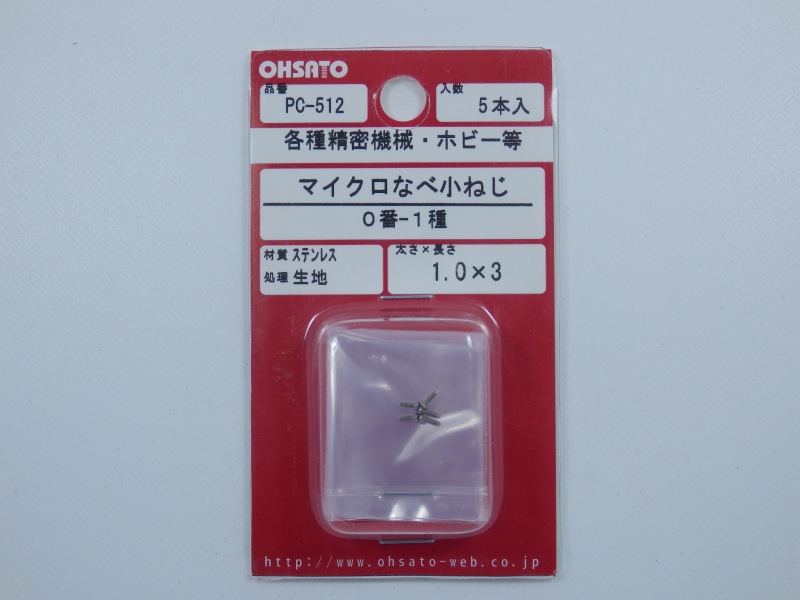 OHSATO
品番 PC-512
入数 5本入
各種精密機械・ホビー等
マイクロなべ小ねじ
0番-1種
材質 ステンレス
処理 生地
太さ×長さ
1.0×3
http://www.ohsato-web.co.jp